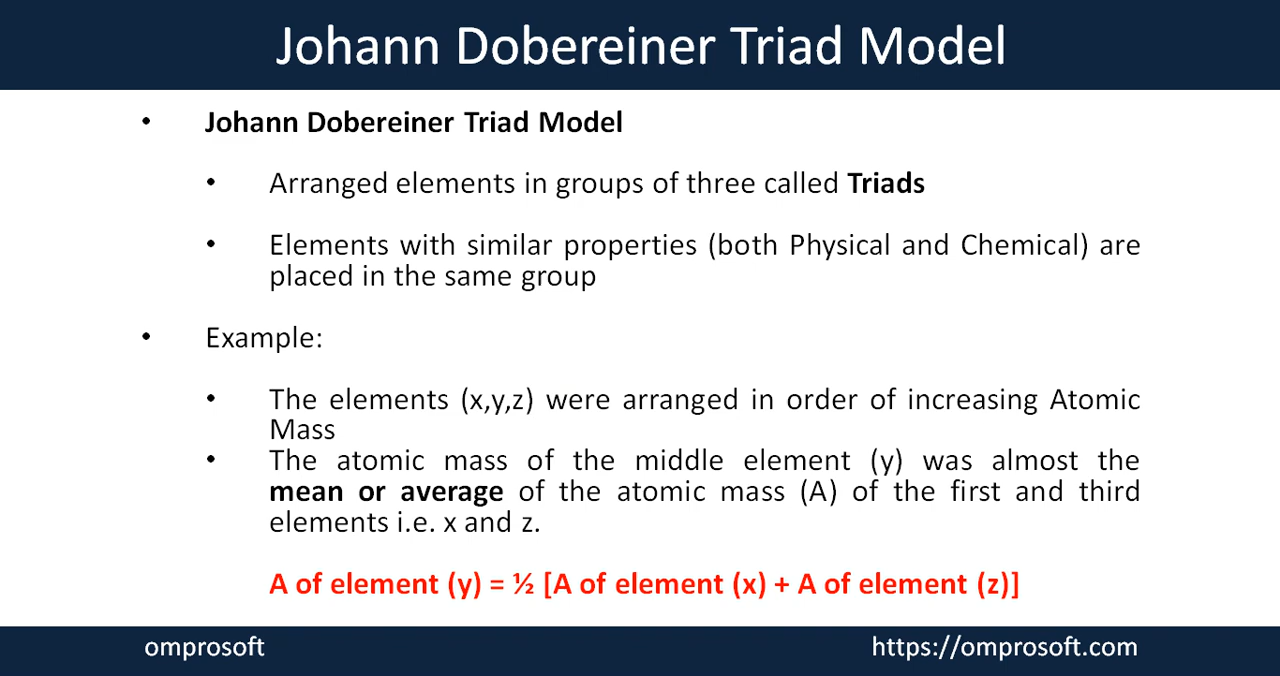 Johann Dobereiner Triad Model
• Johann Dobereiner Triad Model
• Arranged elements in groups of three called Triads
• Elements with similar properties (both Physical and Chemical) are
placed in the same group
• Example:
• The elements (x,y,z) were arranged in order of increasing Atomic
Mass
• The atomic mass of the middle element (y) was almost the
mean or average of the atomic mass (A) of the first and third
elements i.e. x and z.
A of element (y) = ½ [A of element (x) + A of element (z)]
omprosoft
https://omprosoft.com